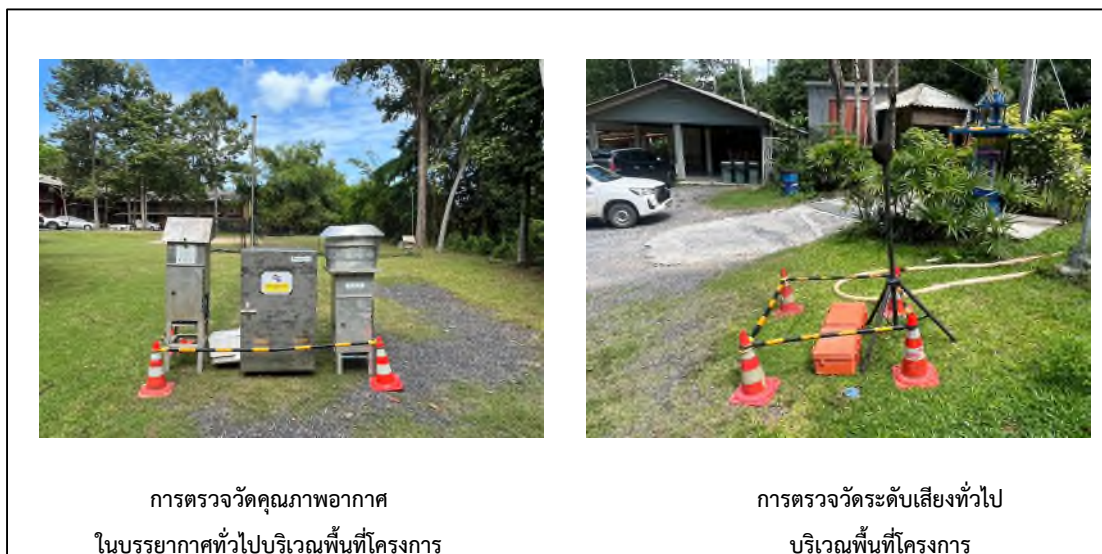 การตรวจวัดคุณภาพอากาศ
ในบรรยากาศทั่วไปบริเวณพื้นที่โครงการ
การตรวจวัดระดับเสียงทั่วไป
บริเวณพื้นที่โครงการ